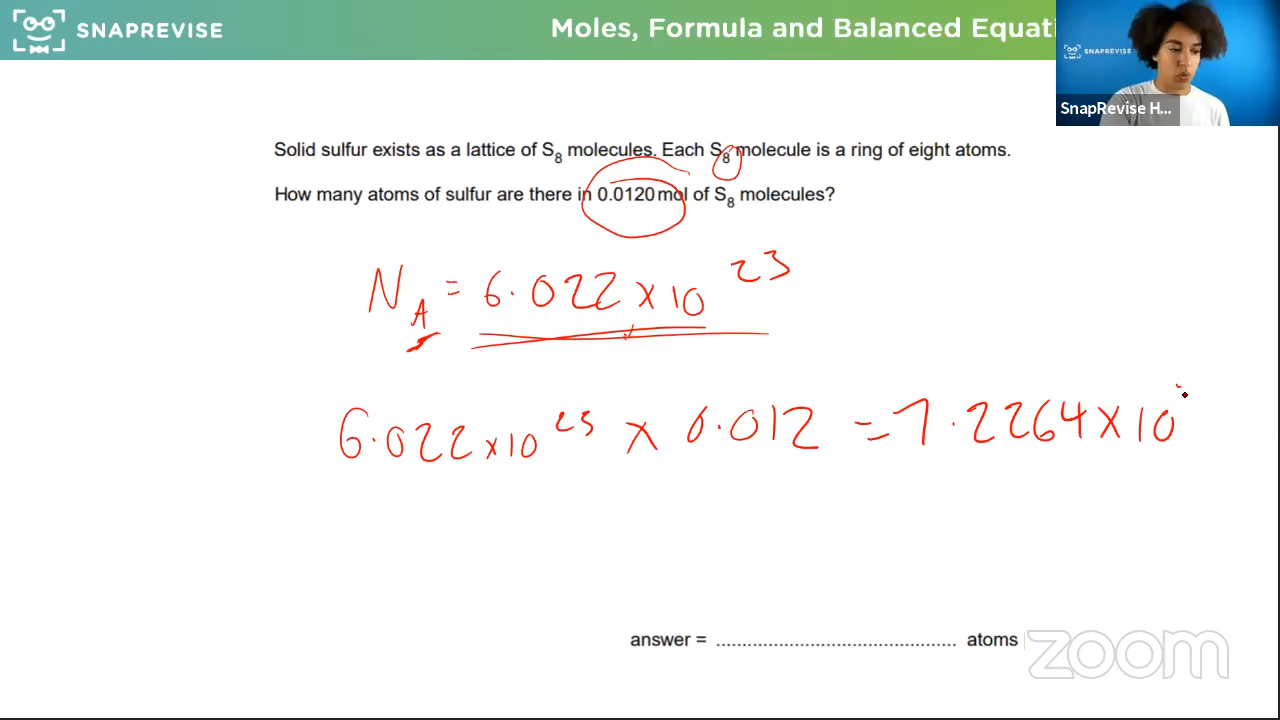 SNAPREVISE
Moles, Formula and Balanced Equati
SNAPREVISE
SnapRevise H...
Solid sulfur exists as a lattice of S8 molecules. Each S8 molecule is a ring of eight atoms.
How many atoms of sulfur are there in 0.0120 mol of S8 molecules?
NA = 6.022 x 10 23
6.022 x 10 23 x 0.012 = 7.2264 x 10
answer = ............................................. atoms
zoom